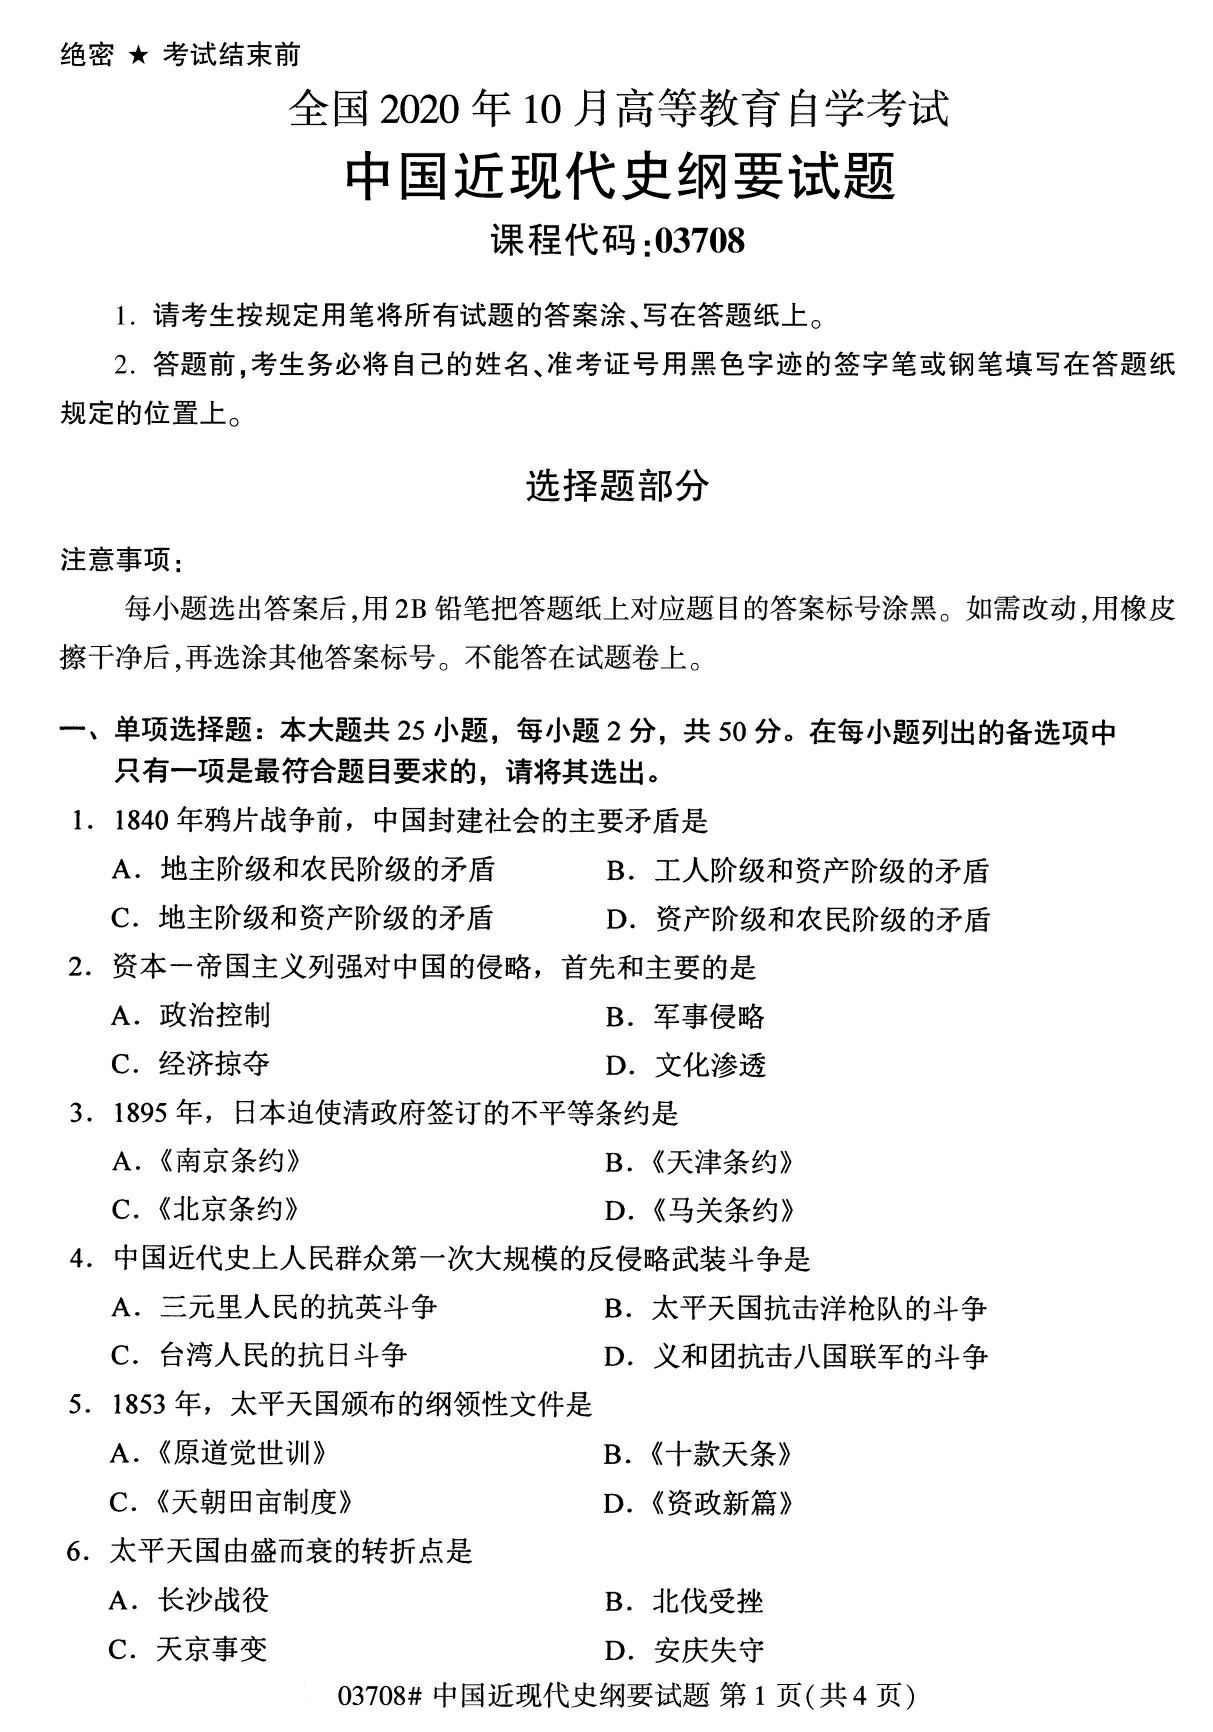 绝密 ★ 考试结束前
全国 2020 年 10 月高等教育自学考试
中国近现代史纲要试题
课程代码:03708
1. 请考生按规定用笔将所有试题的答案涂、写在答题纸上。
2. 答题前,考生务必将自己的姓名、准考证号用黑色字迹的签字笔或钢笔填写在答题纸
规定的位置上。
选择题部分
注意事项:
每小题选出答案后,用 2B 铅笔把答题纸上对应题目的答案标号涂黑。如需改动,用橡皮
擦干净后,再选涂其他答案标号。不能答在试题卷上。
一、单项选择题：本大题共 25 小题，每小题 2 分，共 50 分。在每小题列出的备选项中
只有一项是最符合题目要求的，请将其选出。
1. 1840 年鸦片战争前，中国封建社会的主要矛盾是
A. 地主阶级和农民阶级的矛盾 B. 工人阶级和资产阶级的矛盾
C. 地主阶级和资产阶级的矛盾 D. 资产阶级和农民阶级的矛盾
2. 资本－帝国主义列强对中国的侵略，首先和主要的是
A. 政治控制 B. 军事侵略
C. 经济掠夺 D. 文化渗透
3. 1895 年，日本迫使清政府签订的不平等条约是
A.《南京条约》 B.《天津条约》
C.《北京条约》 D.《马关条约》
4. 中国近代史上人民群众第一次大规模的反侵略武装斗争是
A. 三元里人民的抗英斗争 B. 太平天国抗击洋枪队的斗争
C. 台湾人民的抗日斗争 D. 义和团抗击八国联军的斗争
5. 1853 年，太平天国颁布的纲领性文件是
A.《原道觉世训》 B.《十款天条》
C.《天朝田亩制度》 D.《资政新篇》
6. 太平天国由盛而衰的转折点是
A. 长沙战役 B. 北伐受挫
C. 天京事变 D. 安庆失守
03708# 中国近现代史纲要试题 第 1 页(共 4 页)